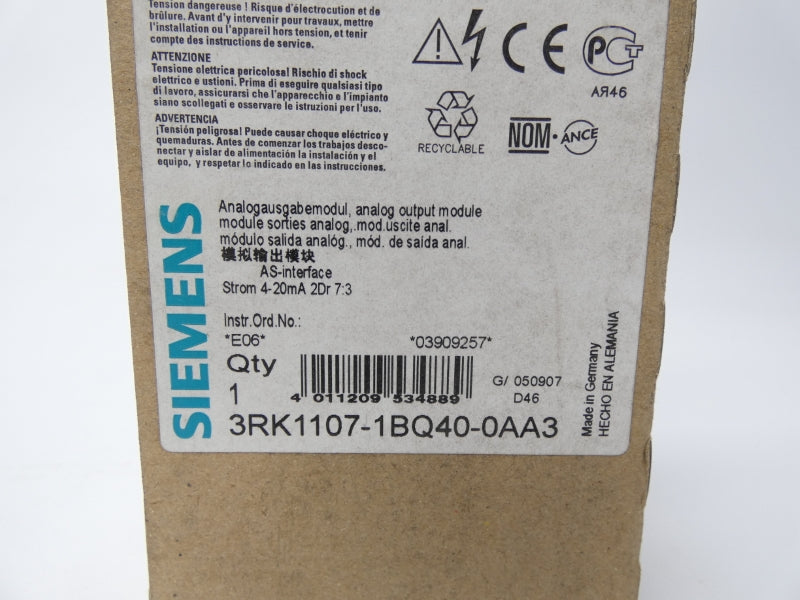 Tension dangereuse ! Risque d'électrocution et de
brûlure. Avant d'y intervenir pour travaux, mettre
l'installation ou l'appareil hors tension, et tenir
compte des instructions de service.
ATTENZIONE
Tensione elettrica pericolosa! Rischio di shock
elettrico e ustioni. Prima di eseguire qualsiasi tipo
di lavoro, assicurarsi che l'apparecchio e l'impianto
siano scollegati e osservare le istruzioni per l'uso.
ADVERTENCIA
¡Tensión peligrosa! Puede causar choque eléctrico y
quemaduras. Antes de comenzar los trabajos desco-
nectar y aislar de alimentación la instalación y el
equipo, y respetar lo indicado en las instrucciones.
CE
PCT
AЯ46
RECYCLABLE
NOM-ANCE
SIEMENS
Analogausgabemodul, analog output module
module sorties analog,.mod.uscite anal.
módulo salida analóg., mód. de saída anal.
模拟输出模块
AS-interface
Strom 4-20mA 2Dr 7:3
Instr.Ord.No.:
*E06* *03909257*
Qty
1
4 011209 534889
G/ 050907
D46
3RK1107-1BQ40-0AA3
Made in Germany
HECHO EN ALEMANIA